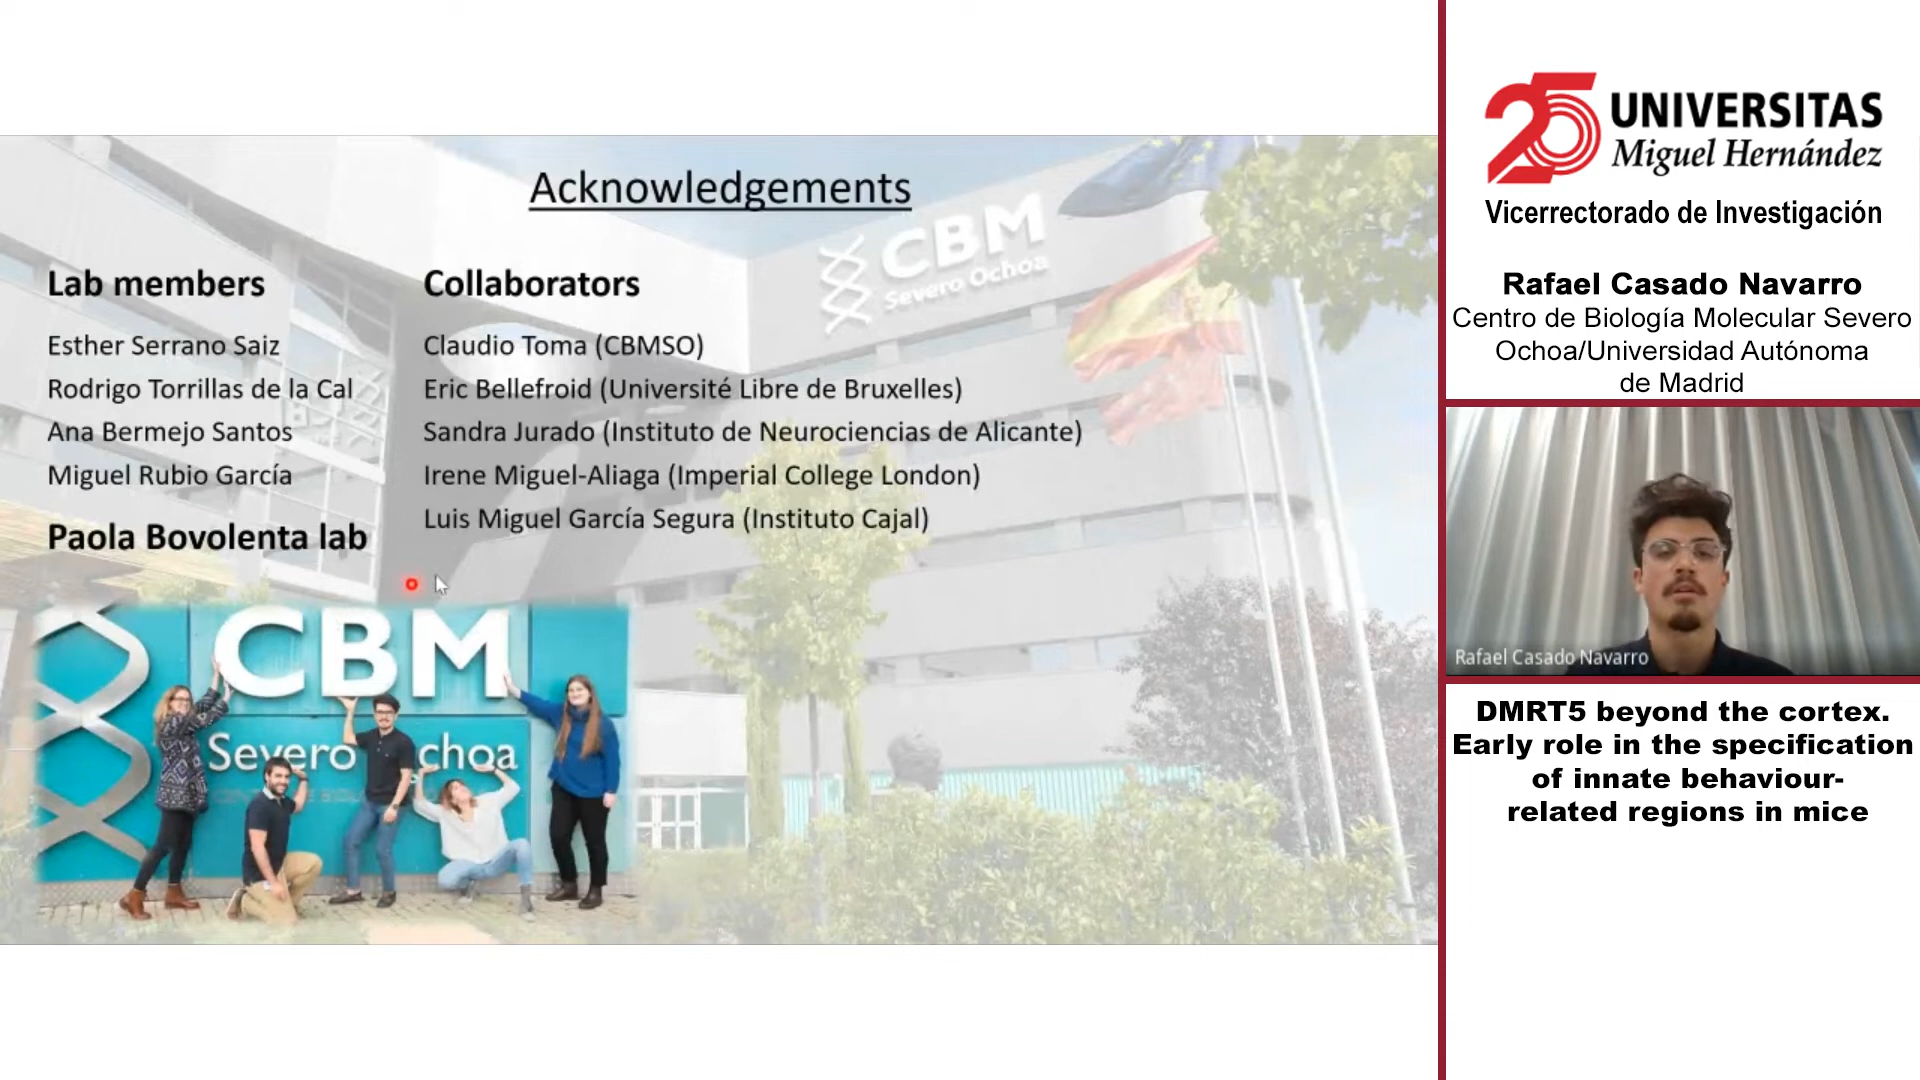 Acknowledgements
CBM
Severo Ochoa
Lab members
Esther Serrano Saiz
Rodrigo Torrillas de la Cal
Ana Bermejo Santos
Miguel Rubio García
Paola Bovolenta lab
Collaborators
Claudio Toma (CBMSO)
Eric Bellefroid (Université Libre de Bruxelles)
Sandra Jurado (Instituto de Neurociencias de Alicante)
Irene Miguel-Aliaga (Imperial College London)
Luis Miguel García Segura (Instituto Cajal)
CBM
Severo choa
25 UNIVERSITAS
Miguel Hernández
Vicerrectorado de Investigación
Rafael Casado Navarro
Centro de Biología Molecular Severo
Ochoa/Universidad Autónoma
de Madrid
Rafael Casado Navarro
DMRT5 beyond the cortex.
Early role in the specification
of innate behaviour-
related regions in mice